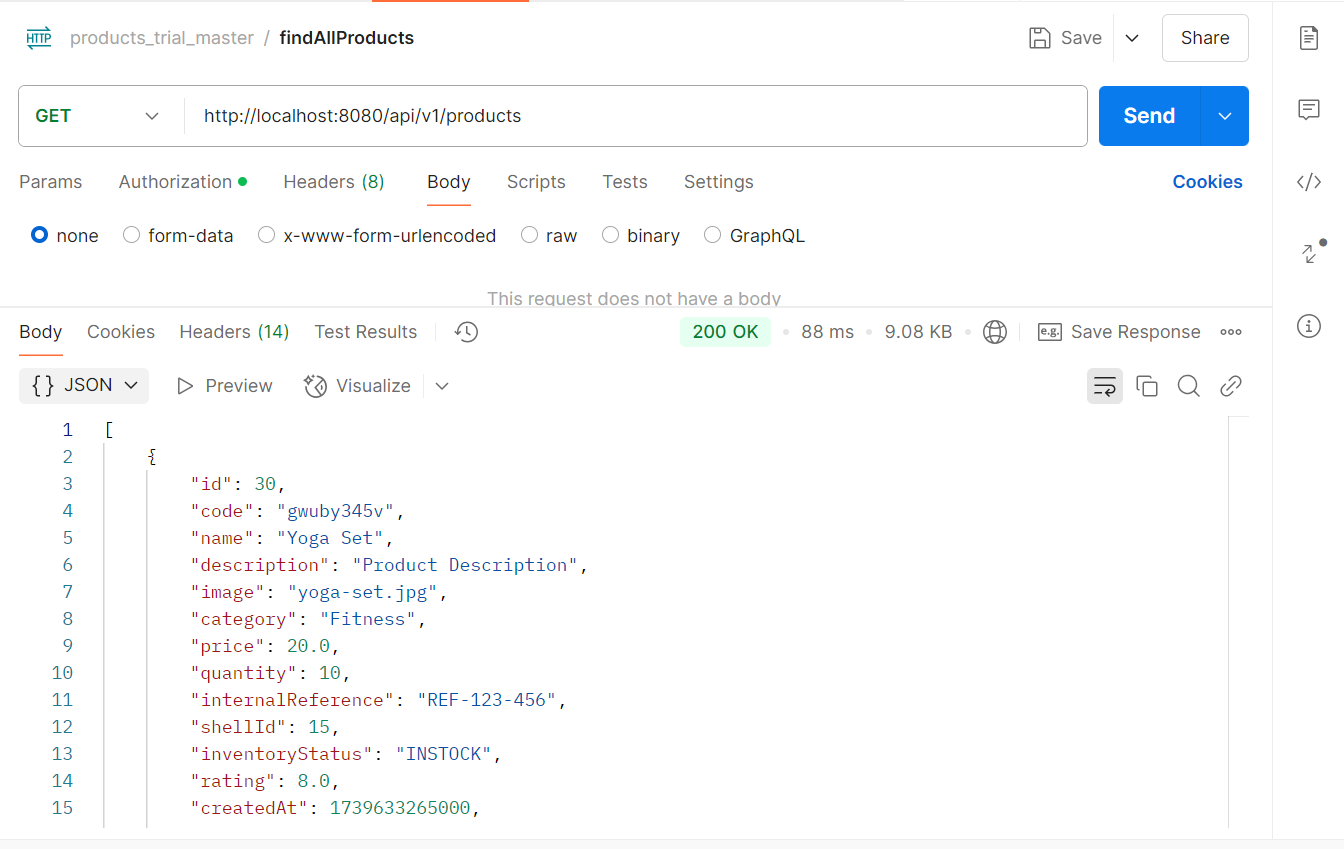 HTTP products_trial_master / findAllProducts Save Share
GET http://localhost:8080/api/v1/products Send
Params Authorization Headers (8) Body Scripts Tests Settings Cookies
none form-data x-www-form-urlencoded raw binary GraphQL
This request does not have a body
Body Cookies Headers (14) Test Results 200 OK 88 ms 9.08 KB e.g. Save Response
{} JSON Preview Visualize
1 [
2 {
3 "id": 30,
4 "code": "gwuby345v",
5 "name": "Yoga Set",
6 "description": "Product Description",
7 "image": "yoga-set.jpg",
8 "category": "Fitness",
9 "price": 20.0,
10 "quantity": 10,
11 "internalReference": "REF-123-456",
12 "shellId": 15,
13 "inventoryStatus": "INSTOCK",
14 "rating": 8.0,
15 "createdAt": 1739633265000,